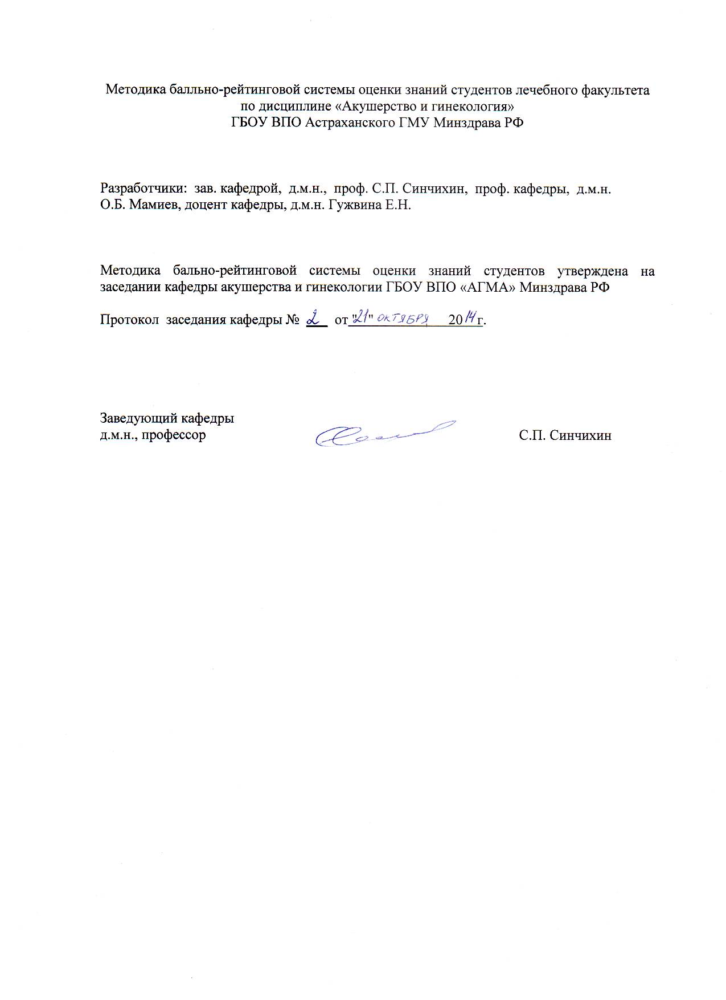 Методика балльно-рейтинговой системы оценки знаний студентов лечебного факультета
по дисциплине «Акушерство и гинекология»
ГБОУ ВПО Астраханского ГМУ Минздрава РФ
Разработчики: зав. кафедрой, д.м.н., проф. С.П. Синчихин, проф. кафедры, д.м.н.
О.Б. Мамиев, доцент кафедры, д.м.н. Гужвина Е.Н.
Методика бально-рейтинговой системы оценки знаний студентов утверждена на
заседании кафедры акушерства и гинекологии ГБОУ ВПО «АГМА» Минздрава РФ
Протокол заседания кафедры № 2 от "21" октября 2014 г.
Заведующий кафедры
д.м.н., профессор С.П. Синчихин